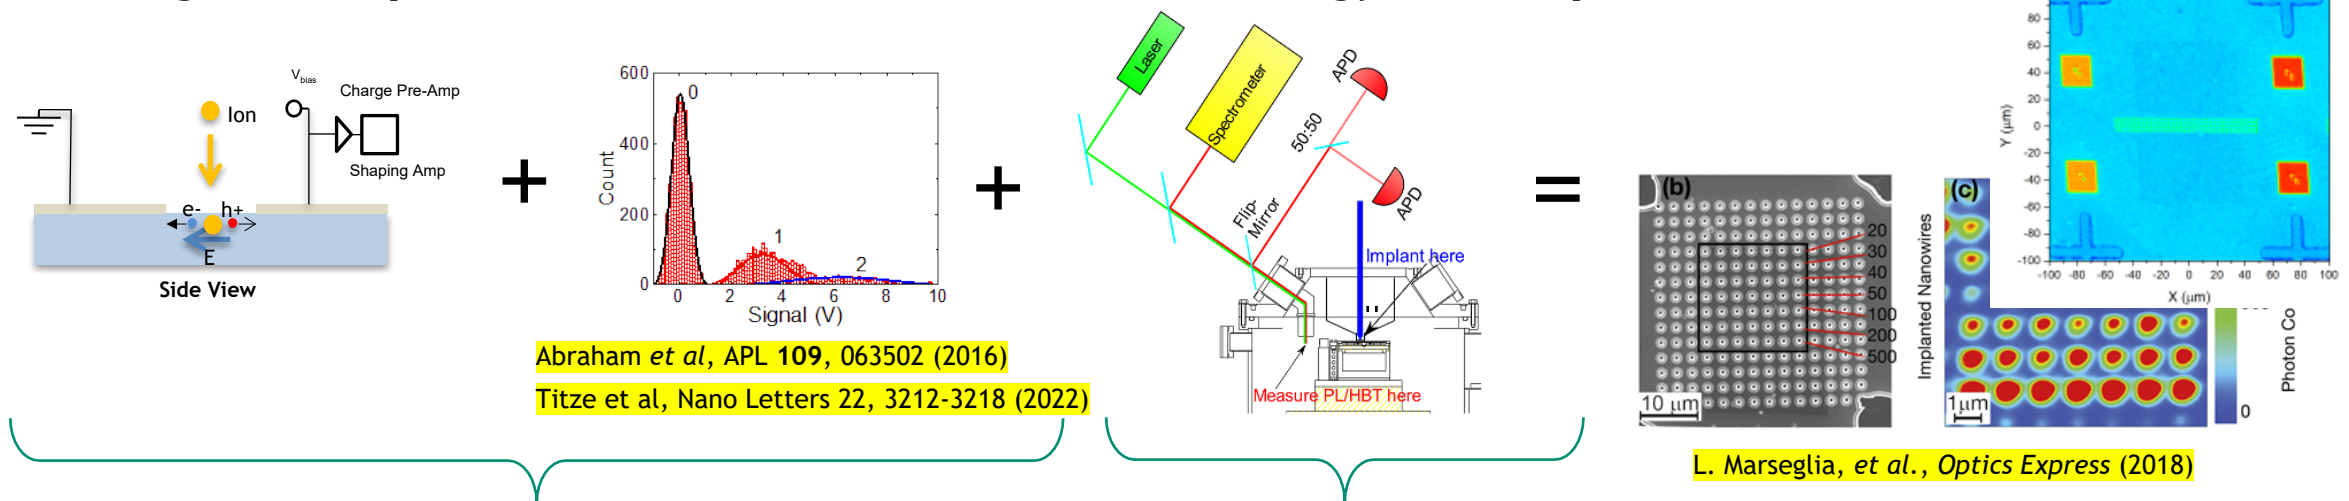 V_bias
Charge Pre-Amp
Ion
Shaping Amp
e-
h+
E
Side View
+
600
400
200
0
Count
0
1
2
0
2
4
6
8
10
Signal (V)
Abraham et al, APL 109, 063502 (2016)
Titze et al, Nano Letters 22, 3212-3218 (2022)
+
Laser
Spectrometer
APD
50:50
APD
Flip-
Mirror
Implant here
Measure PL/HBT here
=
(b)
20
30
40
50
100
200
500
10 µm
Implanted Nanowires
(c)
1µm
0
Photon Co
80
60
40
20
0
-20
-40
-60
-80
-100
Y (µm)
-100
-80
-60
-40
-20
0
20
40
60
80
100
X (µm)
L. Marseglia, et al., Optics Express (2018)